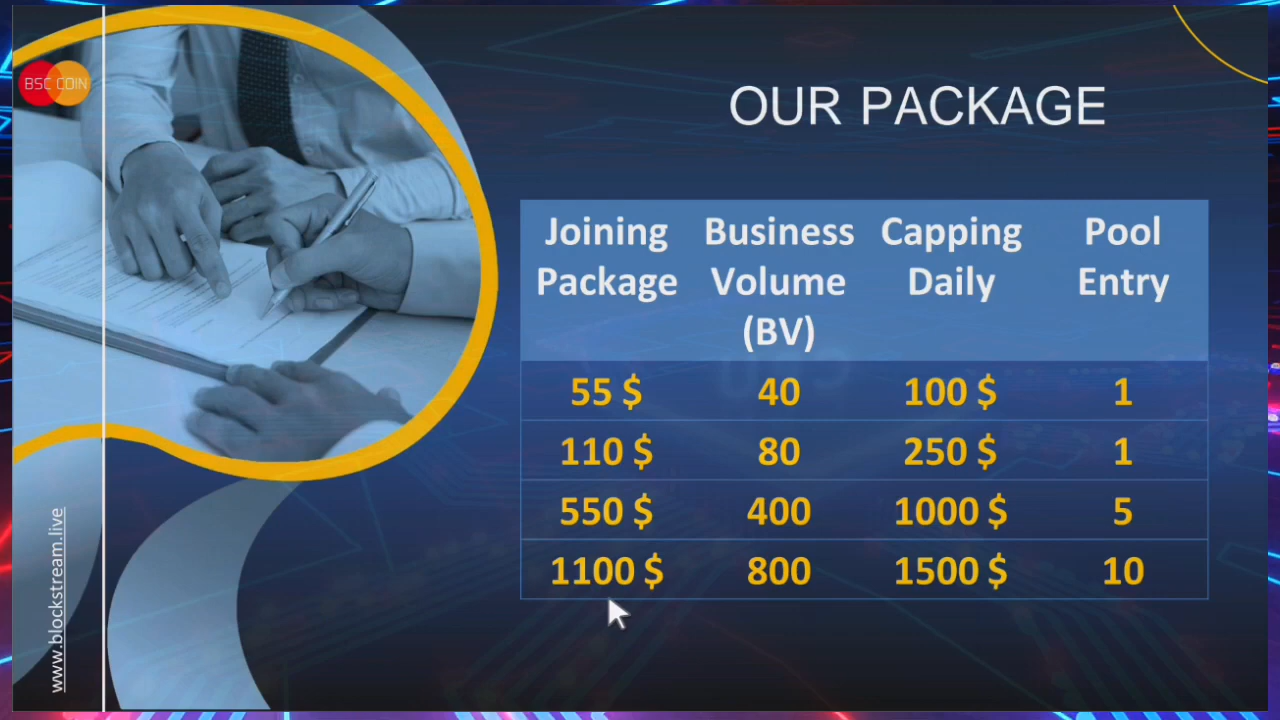 BSC COIN
OUR PACKAGE
Joining Package Business Volume (BV) Capping Daily Pool Entry
55 $ 40 100 $ 1
110 $ 80 250 $ 1
550 $ 400 1000 $ 5
1100 $ 800 1500 $ 10
www.blockstream.live